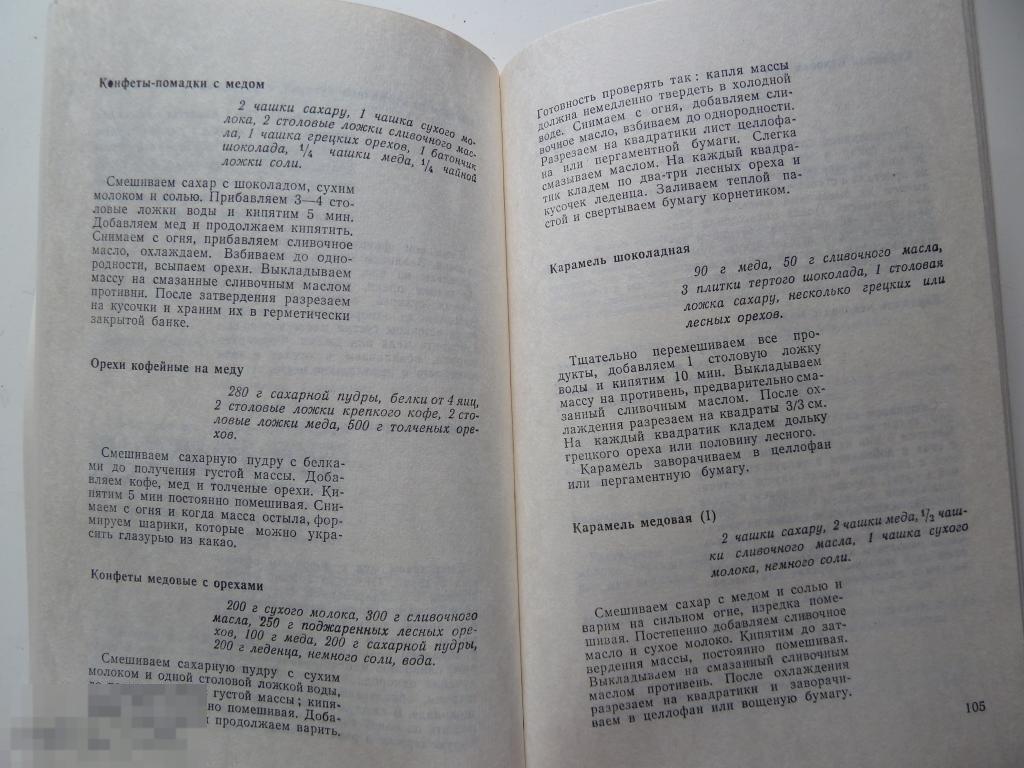 Конфеты-помадки с медом
2 чашки сахару, 1 чашка сухого мо-
лока, 2 столовые ложки сливочного мас-
ла, 1 чашка грецких орехов, 1 батончик
шоколада, 1/4 чашки меда, 1/4 чайной
ложки соли.
Смешиваем сахар с шоколадом, сухим
молоком и солью. Прибавляем 3—4 сто-
ловые ложки воды и кипятим 5 мин.
Добавляем мед и продолжаем кипятить.
Снимаем с огня, прибавляем сливочное
масло, охлаждаем. Взбиваем до одно-
родности, всыпаем орехи. Выкладываем
массу на смазанные сливочным маслом
противни. После затвердения разрезаем
на кусочки и храним их в герметически
закрытой банке.
Орехи кофейные на меду
280 г сахарной пудры, белки от 4 яиц,
2 столовые ложки крепкого кофе, 2 сто-
ловые ложки меда, 500 г толченых оре-
хов.
Смешиваем сахарную пудру с белка-
ми до получения густой массы. Доба-
вляем кофе, мед и толченые орехи. Ки-
пятим 5 мин постоянно помешивая. Сни-
маем с огня и когда масса остыла, фор-
мируем шарики, которые можно укра-
сить глазурью из какао.
Конфеты медовые с орехами
200 г сухого молока, 300 г сливочного
масла, 250 г поджаренных лесных оре-
хов, 100 г меда, 200 г сахарной пудры,
200 г леденца, немного соли, вода.
Смешиваем сахарную пудру с сухим
молоком и одной столовой ложкой воды,
густой массы; кипя-
помешивая. Доба-
продолжаем варить.
Готовность проверять так: капля массы
должна немедленно твердеть в холодной
воде. Снимаем с огня, добавляем сли-
вочное масло, взбиваем до однородности.
Разрезаем на квадратики лист целлофа-
на или пергаментной бумаги. Слегка
смазываем маслом. На каждый квадра-
тик кладем по два-три лесных ореха и
кусочек леденца. Заливаем теплой па-
стой и свертываем бумагу корнетиком.
Карамель шоколадная
90 г меда, 50 г сливочного масла,
3 плитки тертого шоколада, 1 столовая
ложка сахару, несколько грецких или
лесных орехов.
Тщательно перемешиваем все про-
дукты, добавляем 1 столовую ложку
воды и кипятим 10 мин. Выкладываем
массу на противень, предварительно сма-
занный сливочным маслом. После ох-
лаждения разрезаем на квадраты 3/3 см.
На каждый квадратик кладем дольку
грецкого ореха или половину лесного.
Карамель заворачиваем в целлофан
или пергаментную бумагу.
Карамель медовая (1)
2 чашки сахару, 2 чашки меда, 1/2 чаш-
ки сливочного масла, 1 чашка сухого
молока, немного соли.
Смешиваем сахар с медом и солью и
варим на сильном огне, изредка поме-
шивая. Постепенно добавляем сливочное
масло и сухое молоко. Кипятим до зат-
вердения массы, постоянно помешивая.
Выкладываем на смазанный сливочным
маслом противень. После охлаждения
разрезаем на квадратики и заворачи-
ваем в целлофан или вощеную бумагу.
105